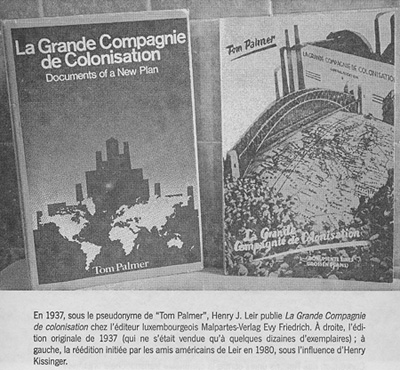 La Grande Compagnie
de Colonisation
Documents of a New Plan
Tom Palmer
Tom Palmer
LA GRANDE COMPAGNIE DE COLONISATION
La Grande
Compagnie de Colonisation
En 1937, sous le pseudonyme de “Tom Palmer”, Henry J. Leir publie La Grande Compagnie
de colonisation chez l’éditeur luxembourgeois Malpartes-Verlag Evy Friedrich. À droite, l’édi-
tion originale de 1937 (qui ne s’était vendue qu’à quelques dizaines d’exemplaires) ; à
gauche, la réédition initiée par les amis américains de Leir en 1980, sous l’influence d’Henry
Kissinger.